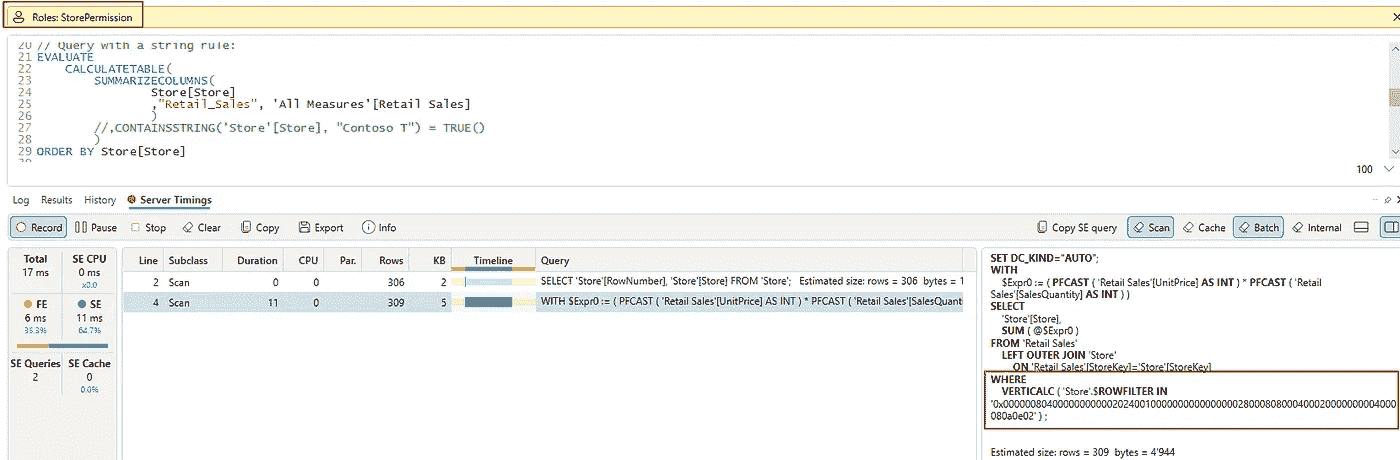 Roles: StorePermission
20 // Query with a string rule:
21 EVALUATE
22 CALCULATETABLE(
23 SUMMARIZECOLUMNS(
24 Store[Store]
25 ,"Retail_Sales", 'All Measures'[Retail Sales]
26 )
27 //,CONTAINSSTRING('Store'[Store], "Contoso T") = TRUE()
28 )
29 ORDER BY Store[Store]
100
Log Results History Server Timings
Record Pause Stop Clear Copy Export Info Copy SE query Scan Cache Batch Internal
Total SE CPU
17 ms 0 ms
x0.0
FE SE
6 ms 11 ms
35.3% 64.7%
SE Queries SE Cache
2 0
0.0%
Line Subclass Duration CPU Par. Rows KB Timeline Query
2 Scan 0 0 306 2 SELECT 'Store'[RowNumber], 'Store'[Store] FROM 'Store'; Estimated size: rows = 306 bytes = 1
4 Scan 11 0 309 5 WITH $Expr0 := ( PFCAST ( 'Retail Sales'[UnitPrice] AS INT ) * PFCAST ( 'Retail Sales'[SalesQuanti
SET DC_KIND="AUTO";
WITH
$Expr0 := ( PFCAST ( 'Retail Sales'[UnitPrice] AS INT ) * PFCAST ( 'Retail
Sales'[SalesQuantity] AS INT ) )
SELECT
'Store'[Store],
SUM ( @$Expr0 )
FROM 'Retail Sales'
LEFT OUTER JOIN 'Store'
ON 'Retail Sales'[StoreKey]='Store'[StoreKey]
WHERE
VERTICALC ( 'Store'.$ROWFILTER IN
080a0e02' ) ;
Estimated size: rows = 309 bytes = 4'944